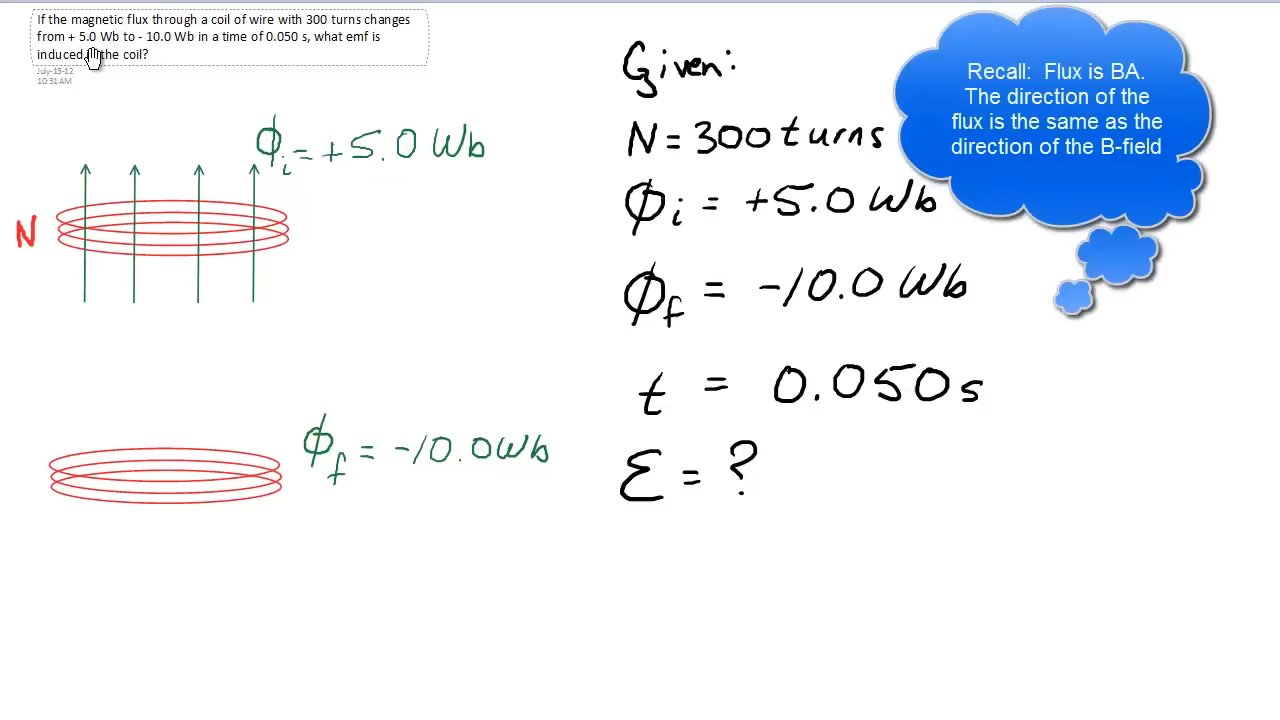 If the magnetic flux through a coil of wire with 300 turns changes
from + 5.0 Wb to - 10.0 Wb in a time of 0.050 s, what emf is
induced the coil?
July-15-12
10:31 AM
Given:
N = 300 turns
ϕi = +5.0 Wb
ϕf = -10.0 Wb
t = 0.050 s
Ɛ = ?
Recall: Flux is BA.
The direction of the
flux is the same as the
direction of the B-field
ϕi = +5.0 Wb
N
ϕf = -10.0 Wb